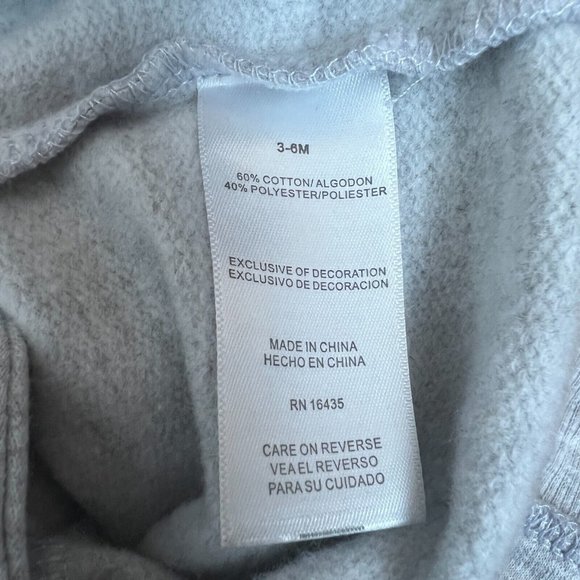 3-6M
60% COTTON/ALGODON
40% POLYESTER/POLIESTER
EXCLUSIVE OF DECORATION
EXCLUSIVO DE DECORACION
MADE IN CHINA
HECHO EN CHINA
RN 16435
CARE ON REVERSE
VEA EL REVERSO
PARA SU CUIDADO